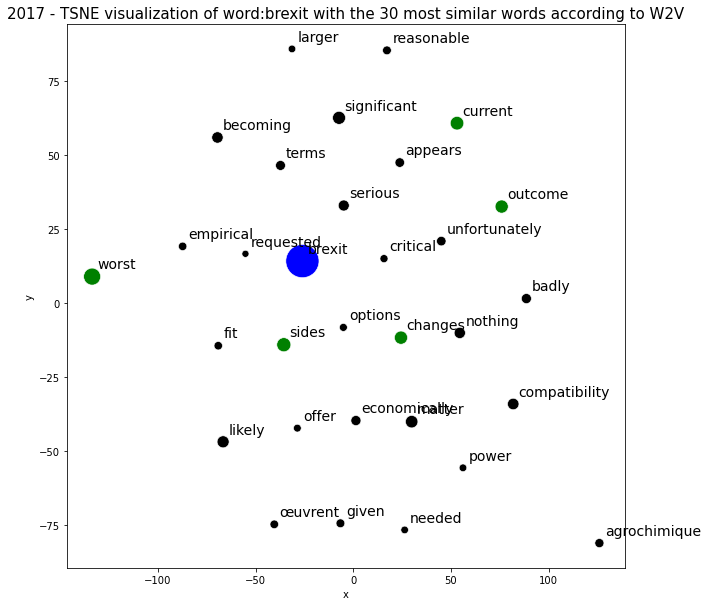 2017 - TSNE visualization of word:brexit with the 30 most similar words according to W2V
larger
reasonable
significant
current
becoming
appears
terms
serious
outcome
unfortunately
empirical
requested
brexit
critical
worst
badly
options
changes
nothing
fit
sides
compatibility
economically
matter
offer
likely
power
œuvrent
given
needed
agrochimique
75
50
25
0
−25
−50
−75
y
−100
−50
0
50
100
x